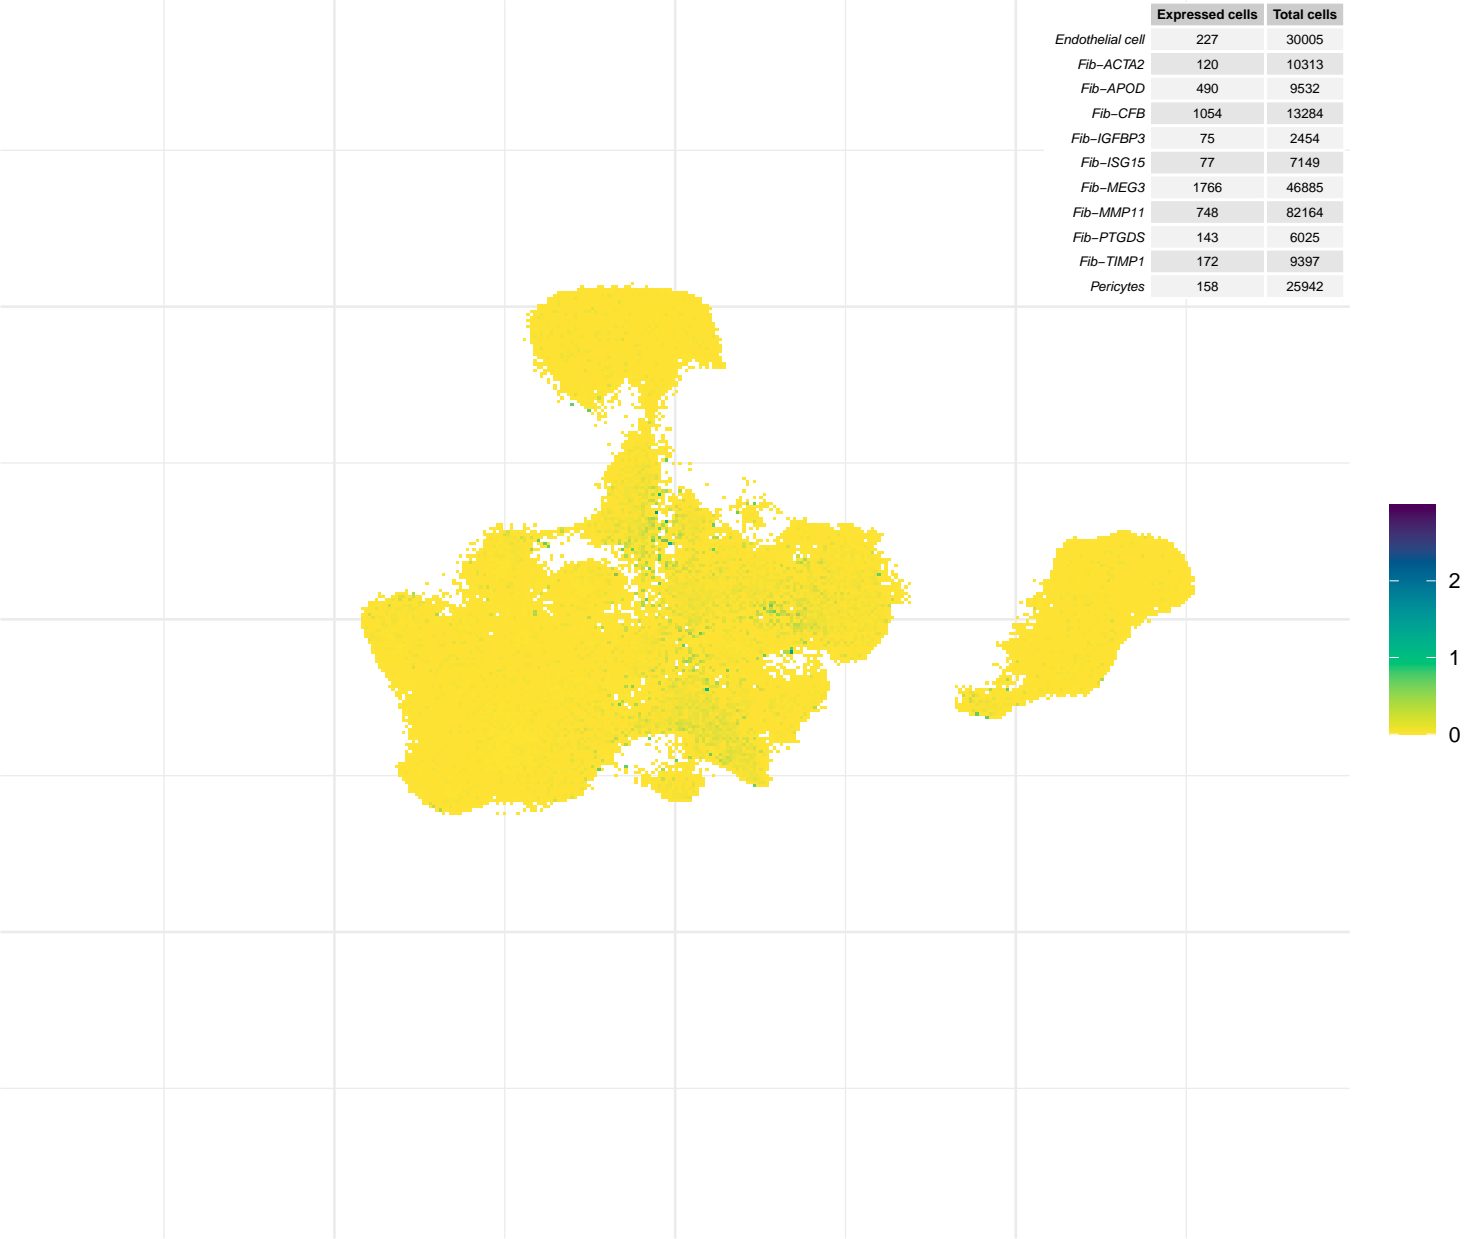 Expressed cells Total cells
Endothelial cell 227 30005
Fib−ACTA2 120 10313
Fib−APOD 490 9532
Fib−CFB 1054 13284
Fib−IGFBP3 75 2454
Fib−ISG15 77 7149
Fib−MEG3 1766 46885
Fib−MMP11 748 82164
Fib−PTGDS 143 6025
Fib−TIMP1 172 9397
Pericytes 158 25942
2
1
0